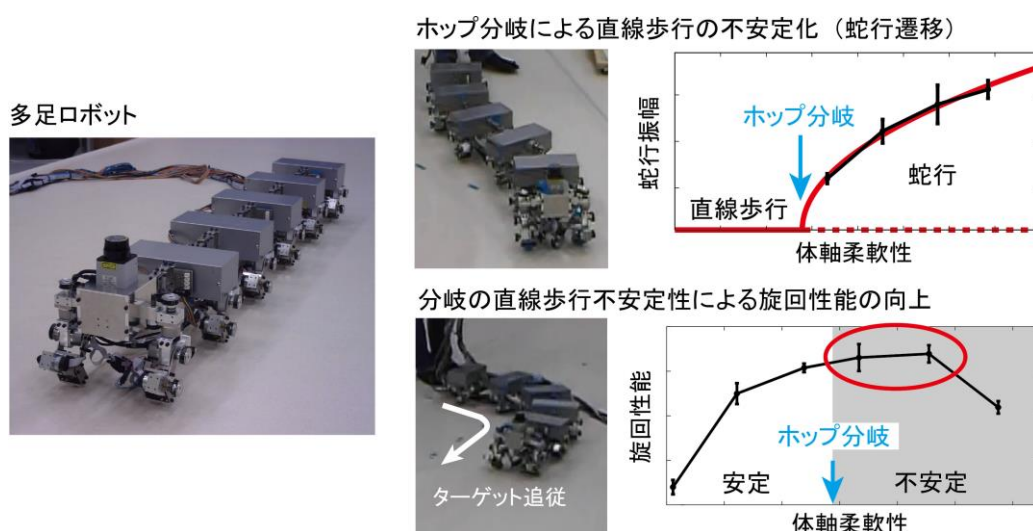 多足ロボット
ホップ分岐による直線歩行の不安定化 （蛇行遷移）
蛇行振幅
ホップ分岐
蛇行
直線歩行
体軸柔軟性
分岐の直線歩行不安定性による旋回性能の向上
ターゲット追従
旋回性能
ホップ分岐
安定
不安定
体軸柔軟性